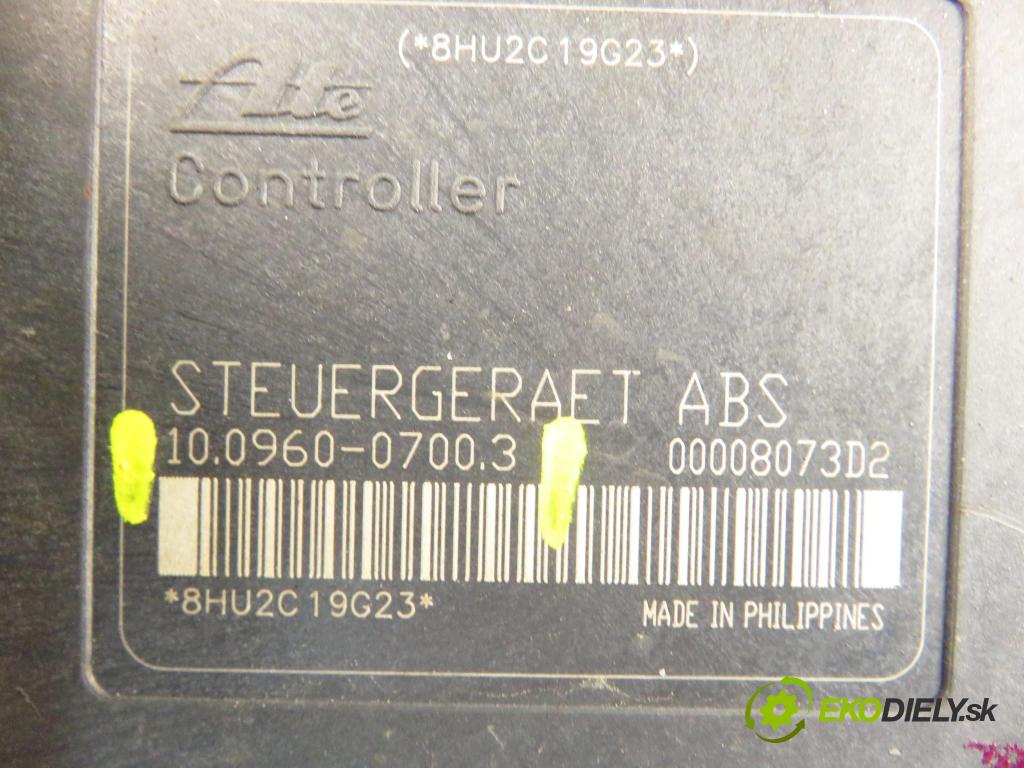 (*8HU2C19G23*)
Ate
Controller
STEUERGERAET ABS
10.0960-0700.3 00008073D2
*8HU2C19G23*
MADE IN PHILIPPINES
EKODIELY.sk